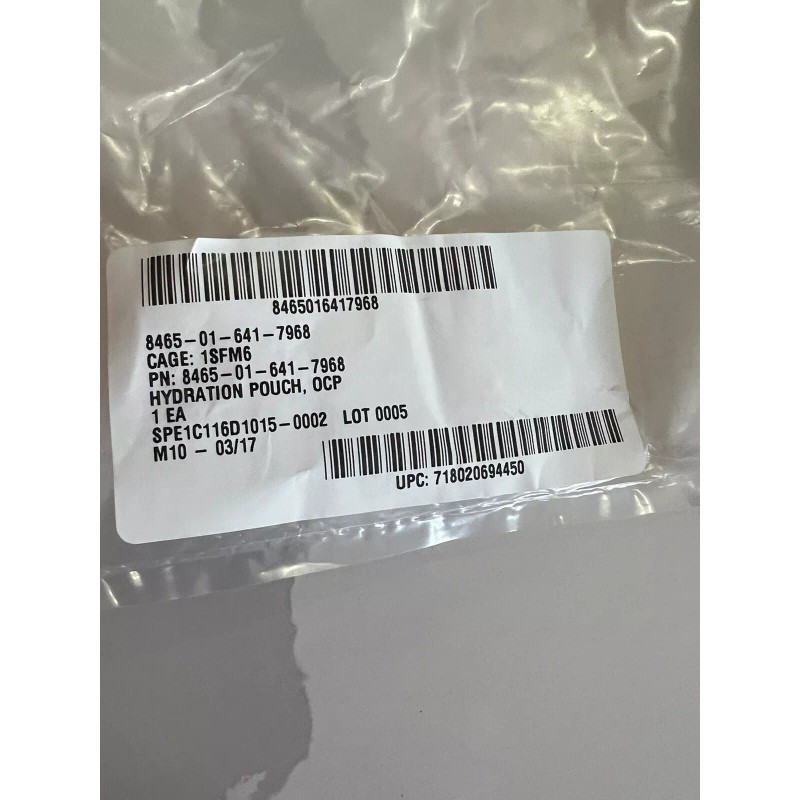 8465016417968
8465-01-641-7968
CAGE: 1SFM6
PN: 8465-01-641-7968
HYDRATION POUCH, OCP
1 EA
SPE1C116D1015-0002 LOT 0005
M10 - 03/17
UPC: 718020694450